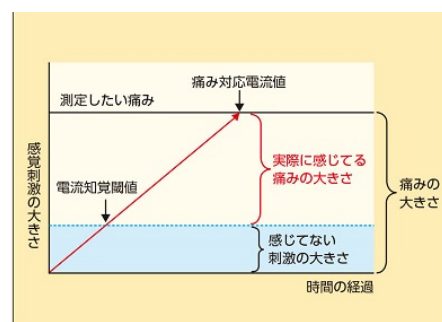 痛み対応電流値
測定したい痛み
感覚刺激の大きさ
電流知覚閾値
実際に感じてる
痛みの大きさ
痛みの
大きさ
感じてない
刺激の大きさ
時間の経過